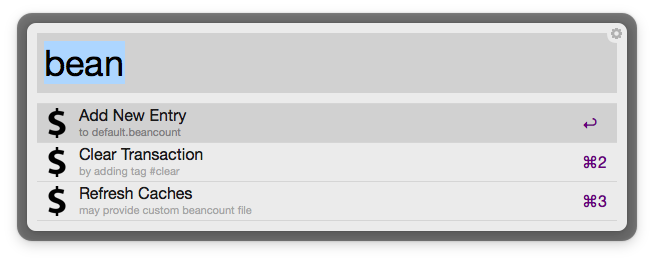 bean
$ Add New Entry ↩
to default.beancount
$ Clear Transaction ⌘2
by adding tag #clear
$ Refresh Caches ⌘3
may provide custom beancount file